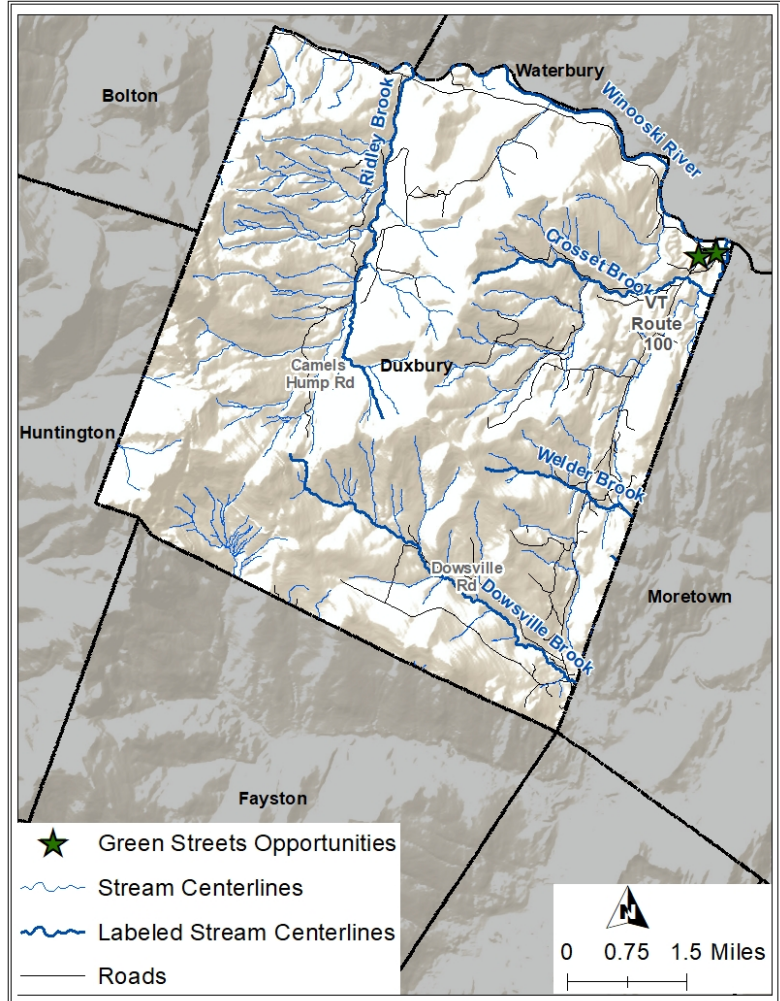 Waterbury
Bolton
Winooski River
Ridley Brook
Crosset Brook
VT
Route
100
Camels
Hump Rd
Duxbury
Huntington
Welder Brook
Dowsville
Rd
Dowsville Brook
Moretown
Fayston
Green Streets Opportunities
Stream Centerlines
Labeled Stream Centerlines
Roads
N
0 0.75 1.5 Miles